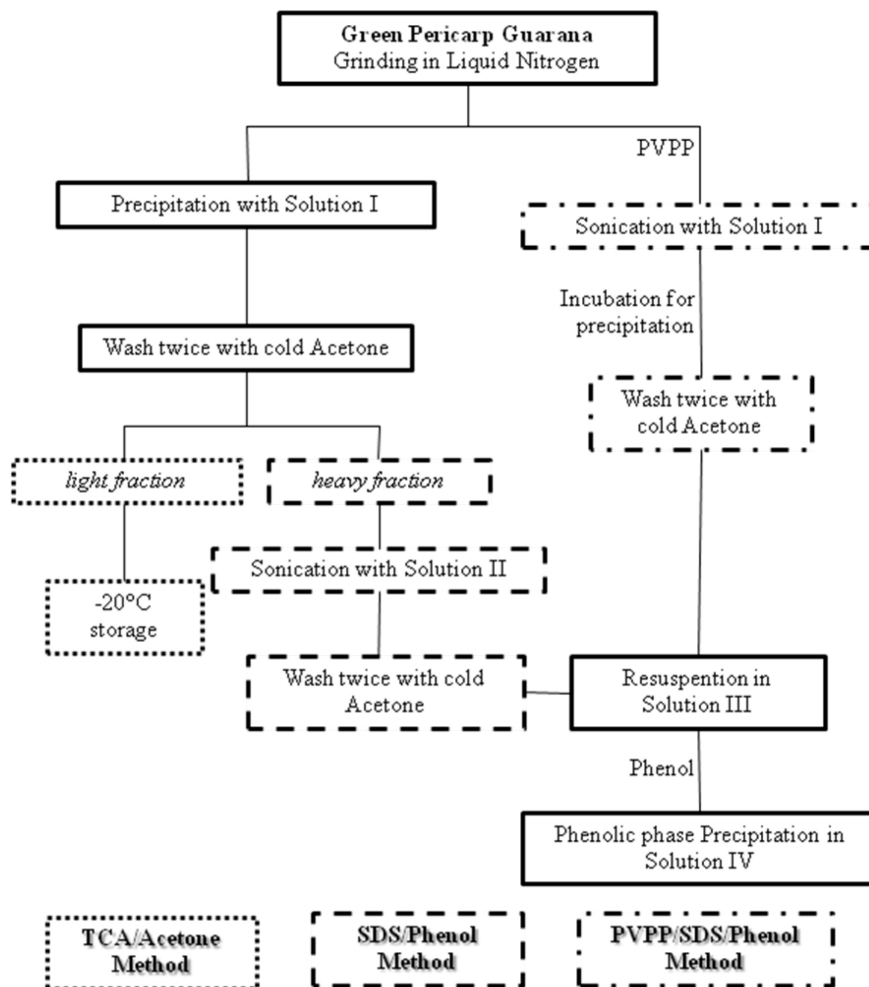 Green Pericarp Guarana
Grinding in Liquid Nitrogen
PVPP
Precipitation with Solution I
Sonication with Solution I
Incubation for
precipitation
Wash twice with cold Acetone
Wash twice with
cold Acetone
light fraction
heavy fraction
Sonication with Solution II
-20°C
storage
Wash twice with cold
Acetone
Resuspention in
Solution III
Phenol
Phenolic phase Precipitation in
Solution IV
TCA/Acetone
Method
SDS/Phenol
Method
PVPP/SDS/Phenol
Method